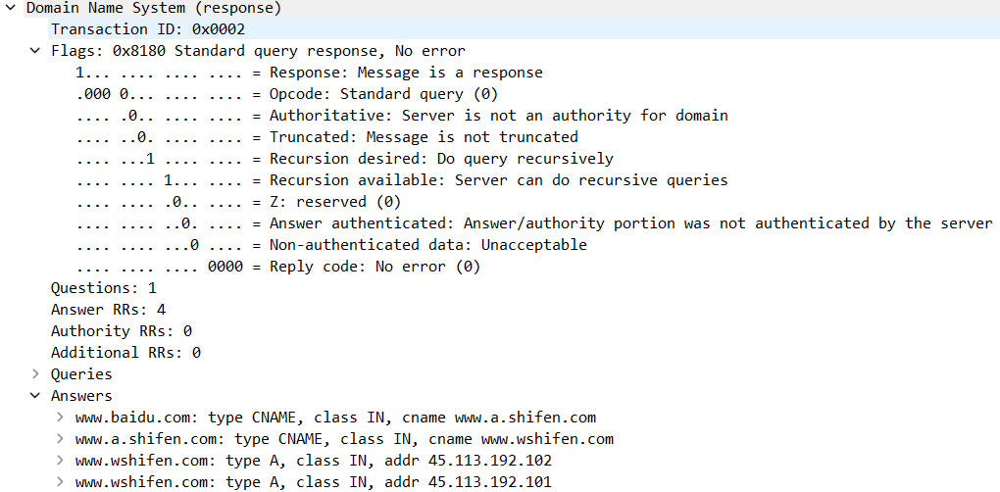 Domain Name System (response)
Transaction ID: 0x0002
Flags: 0x8180 Standard query response, No error
1... .... .... .... = Response: Message is a response
.000 0... .... .... = Opcode: Standard query (0)
.... .0.. .... .... = Authoritative: Server is not an authority for domain
.... ..0. .... .... = Truncated: Message is not truncated
.... ...1 .... .... = Recursion desired: Do query recursively
.... .... 1... .... = Recursion available: Server can do recursive queries
.... .... .0.. .... = Z: reserved (0)
.... .... ..0. .... = Answer authenticated: Answer/authority portion was not authenticated by the server
.... .... ...0 .... = Non-authenticated data: Unacceptable
.... .... .... 0000 = Reply code: No error (0)
Questions: 1
Answer RRs: 4
Authority RRs: 0
Additional RRs: 0
Queries
Answers
www.baidu.com: type CNAME, class IN, cname www.a.shifen.com
www.a.shifen.com: type CNAME, class IN, cname www.wshifen.com
www.wshifen.com: type A, class IN, addr 45.113.192.102
www.wshifen.com: type A, class IN, addr 45.113.192.101